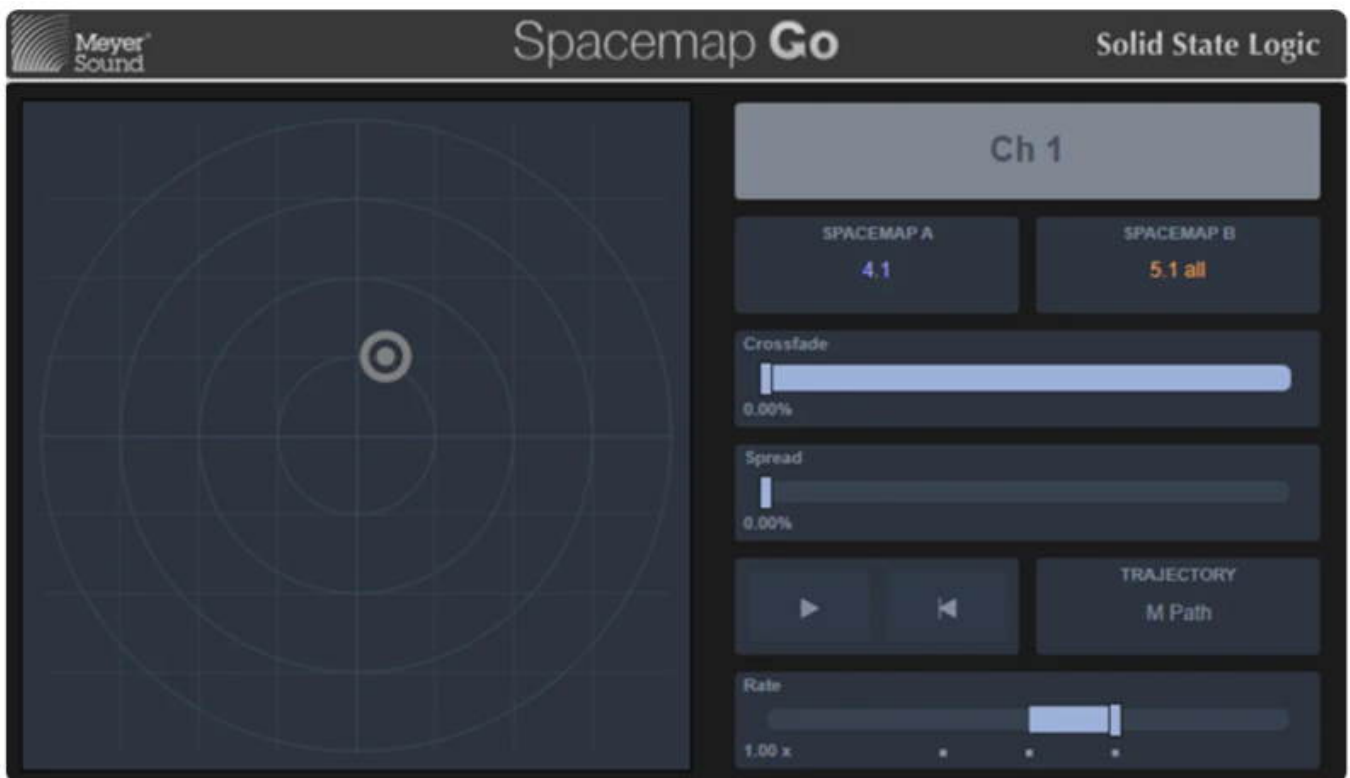 Meyer
Sound
Spacemap Go
Solid State Logic
Ch 1
SPACEMAP A
4.1
SPACEMAP B
5.1 all
Crossfade
0.00%
Spread
0.00%
TRAJECTORY
M Path
Rate
1.00 x